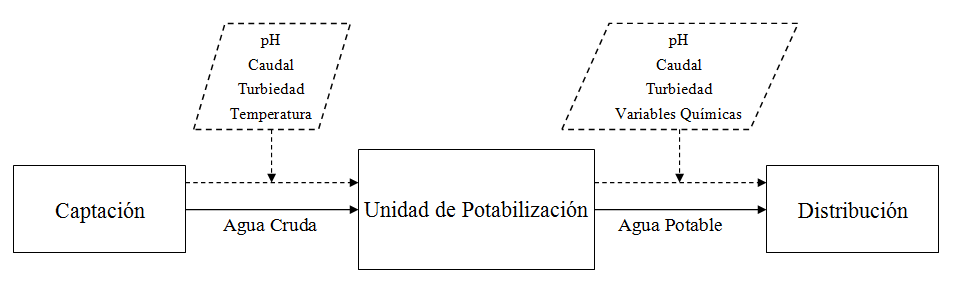 pH
Caudal
Turbiedad
Temperatura
pH
Caudal
Turbiedad
Variables Químicas
Captación
Agua Cruda
Unidad de Potabilización
Agua Potable
Distribución